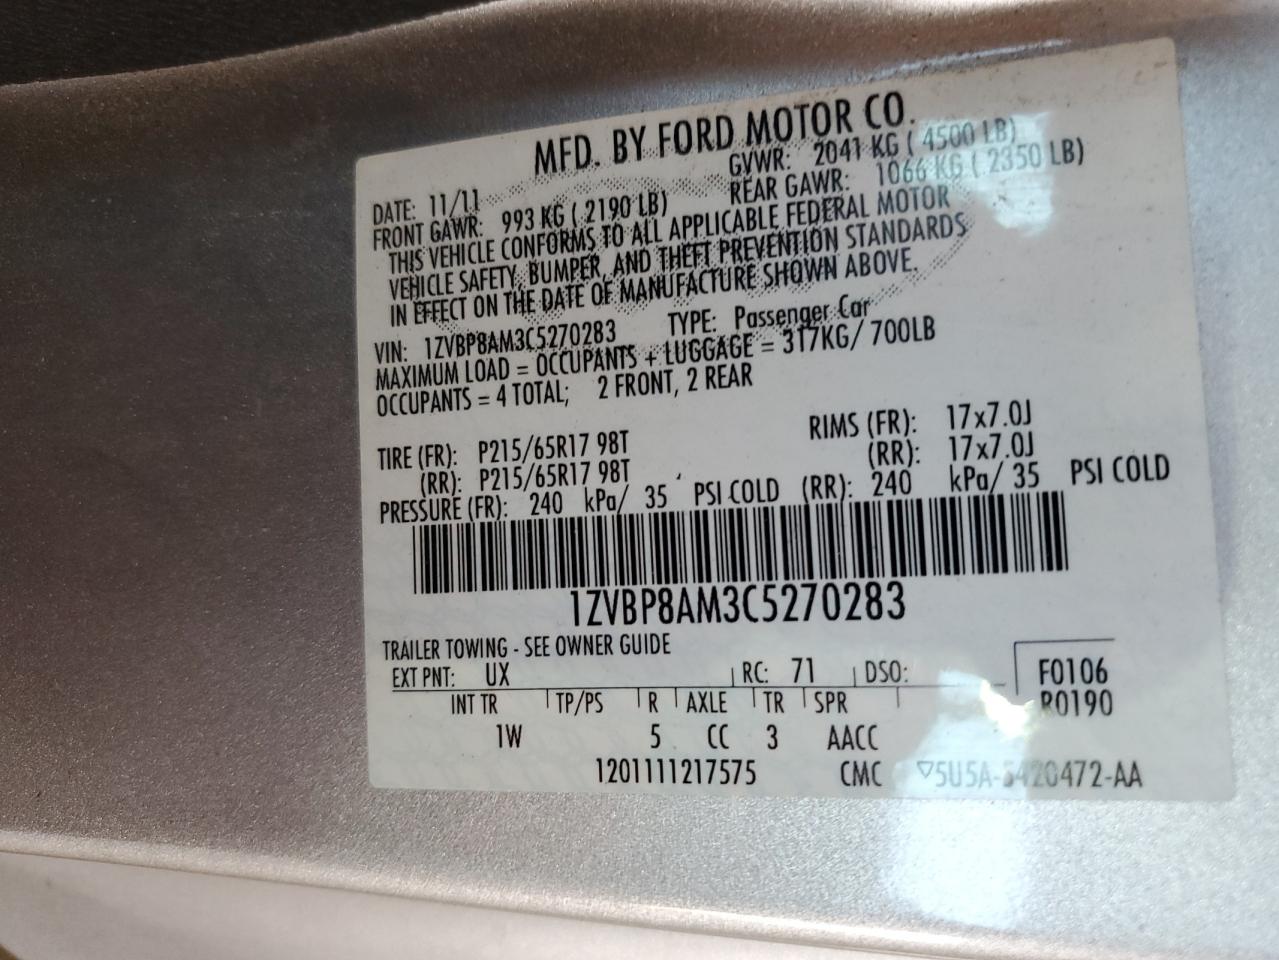 MFD. BY FORD MOTOR CO.
DATE: 11/11 GVWR: 2041 KG ( 4500 LB)
FRONT GAWR: 993 KG ( 2190 LB) REAR GAWR: 1066 KG ( 2350 LB)
THIS VEHICLE CONFORMS TO ALL APPLICABLE FEDERAL MOTOR
VEHICLE SAFETY, BUMPER, AND THEFT PREVENTION STANDARDS
IN EFFECT ON THE DATE OF MANUFACTURE SHOWN ABOVE.
VIN: 1ZVBP8AM3C5270283 TYPE: Passenger Car
MAXIMUM LOAD = OCCUPANTS + LUGGAGE = 317KG/ 700LB
OCCUPANTS = 4 TOTAL; 2 FRONT, 2 REAR
TIRE (FR): P215/65R17 98T RIMS (FR): 17x7.0J
(RR): P215/65R17 98T (RR): 17x7.0J
PRESSURE (FR): 240 kPa/ 35 PSI COLD (RR): 240 kPa/ 35 PSI COLD
1ZVBP8AM3C5270283
TRAILER TOWING - SEE OWNER GUIDE
EXT PNT: UX RC: 71 DSO: F0106
INT TR TP/PS R AXLE TR SPR R0190
1W 5 CC 3 AACC
1201111217575 CMC ▽5U5A-5420472-AA